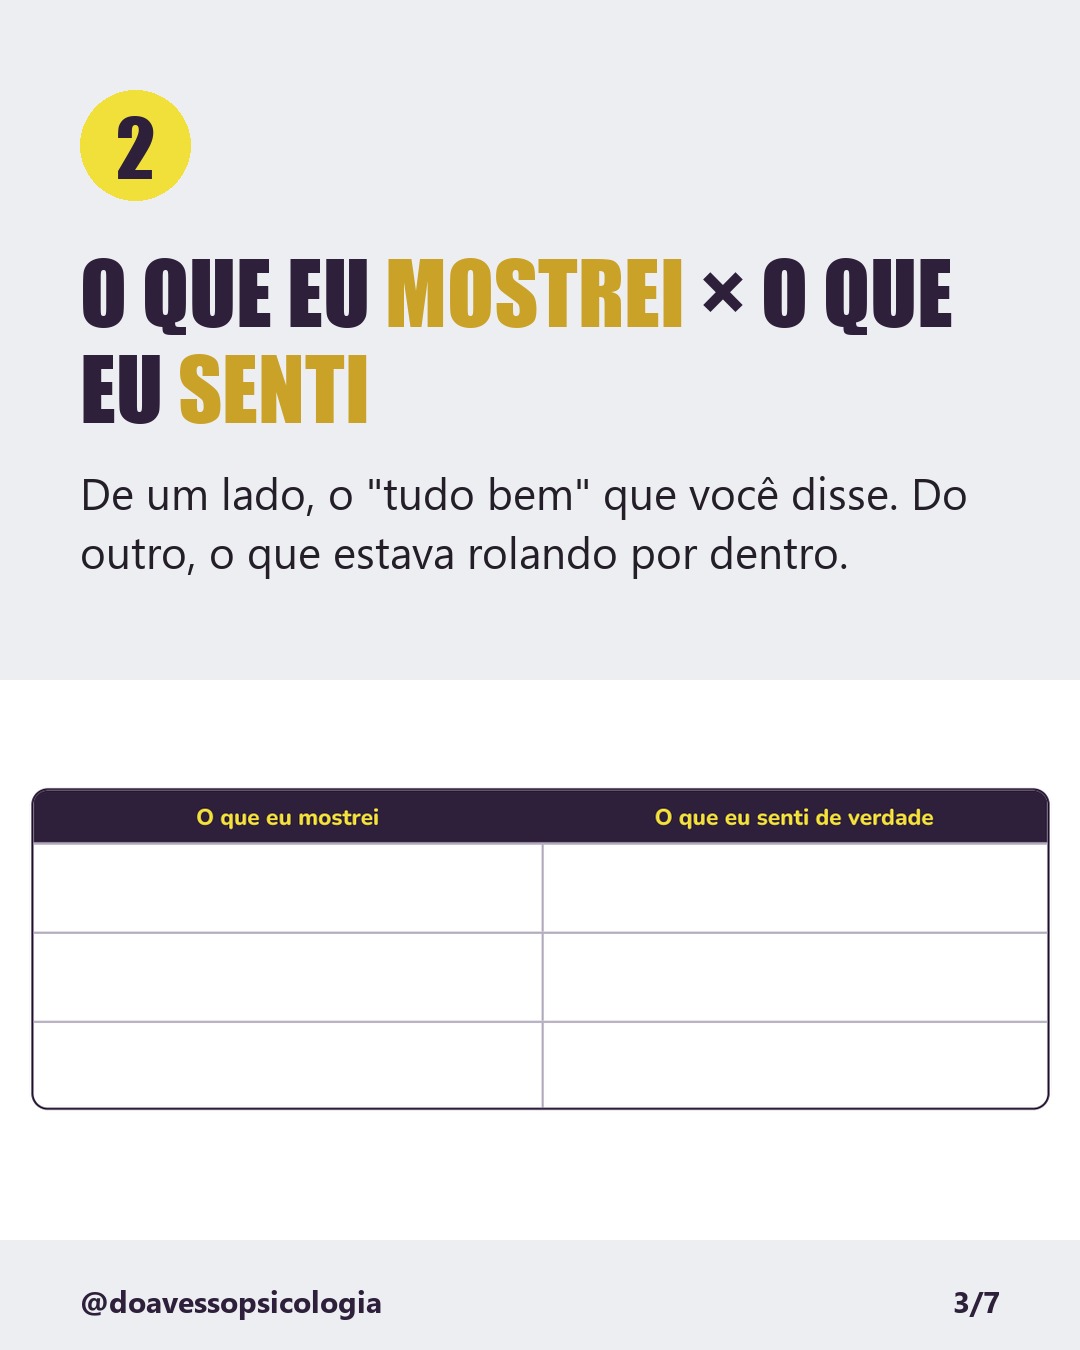 2
O QUE EU MOSTREI × O QUE
EU SENTI
De um lado, o "tudo bem" que você disse. Do
outro, o que estava rolando por dentro.
O que eu mostrei
O que eu senti de verdade
@doavessopsicologia
3/7